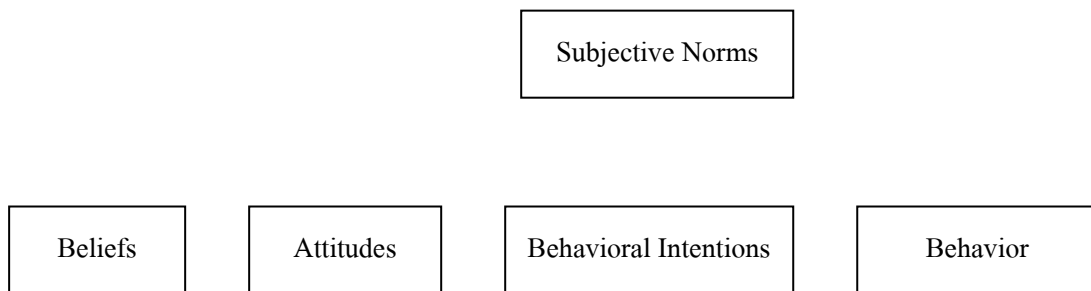 Subjective Norms
Beliefs
Attitudes
Behavioral Intentions
Behavior